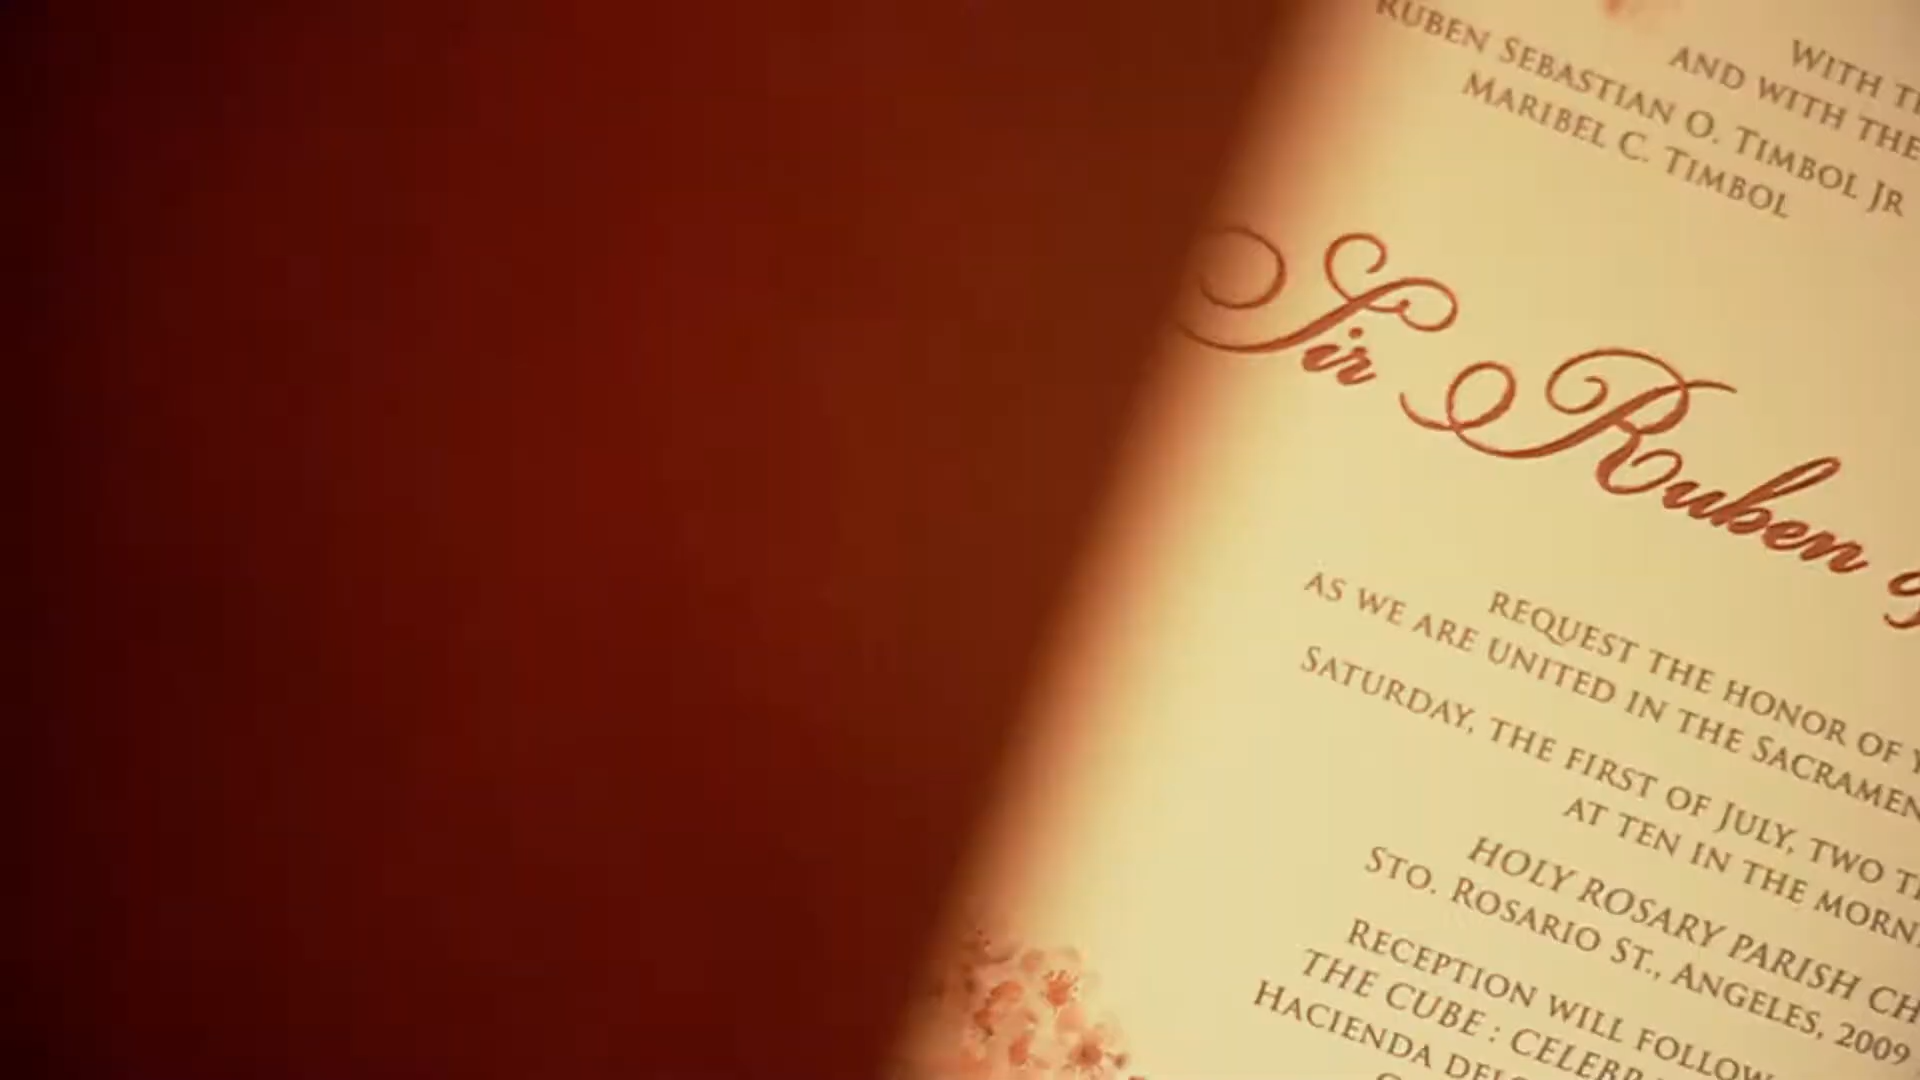 WITH
AND WITH THE
RUBEN SEBASTIAN O. TIMBOL JR
MARIBEL C. TIMBOL
Sir Ruben
REQUEST THE HONOR OF
AS WE ARE UNITED IN THE SACRAMEN
SATURDAY, THE FIRST OF JULY, TWO
AT TEN IN THE MORN
HOLY ROSARY PARISH CH
STO. ROSARIO ST., ANGELES, 2009
RECEPTION WILL FOLLOW
THE CUBE : CELEBR
HACIENDA